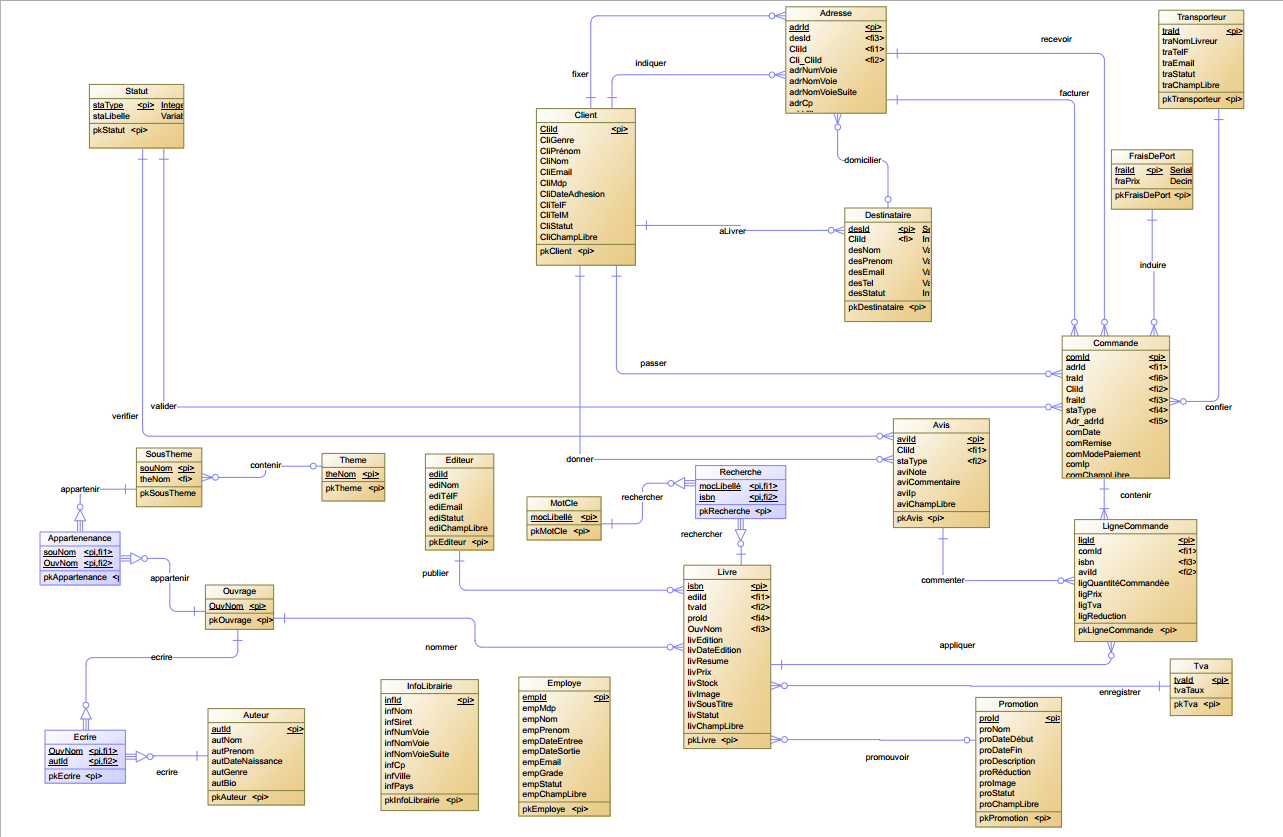 Adresse
adrId <pi>
desId <fi3>
CliId <fi1>
Cli_CliId <fi2>
adrNumVoie
adrNomVoie
adrNomVoieSuite
adrCp
Transporteur
traId <pi>
traNomLivreur
traTelF
traEmail
traStatut
traChampLibre
pkTransporteur <pi>
recevoir
fixer
indiquer
facturer
Statut
staType <pi> Intege
staLibelle Variab
pkStatut <pi>
Client
CliId <pi>
CliGenre
CliPrénom
CliNom
CliEmail
CliMdp
CliDateAdhesion
CliTelF
CliTelM
CliStatut
CliChampLibre
pkClient <pi>
domicilier
FraisDePort
fraiId <pi> Serial
fraPrix Decim
pkFraisDePort <pi>
Destinataire
desId <pi> Se
CliId <fi> In
desNom Va
desPrenom Va
desEmail Va
desTel Va
desStatut In
pkDestinataire <pi>
aLivrer
induire
Commande
comId <pi>
adrId <fi1>
traId <fi6>
CliId <fi2>
fraiId <fi3>
staType <fi4>
Adr_adrId <fi5>
comDate
comRemise
comModePaiement
comIp
comChampLibre
passer
valider
verifier
confier
Avis
aviId <pi>
CliId <fi1>
staType <fi2>
aviNote
aviCommentaire
aviIp
aviChampLibre
pkAvis <pi>
donner
SousTheme
souNom <pi>
theNom <fi>
pkSousTheme
contenir
Theme
theNom <pi>
pkTheme <pi>
Editeur
ediId
ediNom
ediTélF
ediEmail
ediStatut
ediChampLibre
pkEditeur <pi>
Recherche
mocLibellé <pi,fi1>
isbn <pi,fi2>
pkRecherche <pi>
rechercher
MotCle
mocLibellé <pi>
pkMotCle <pi>
rechercher
contenir
appartenir
Appartenenance
souNom <pi,fi1>
OuvNom <pi,fi2>
pkAppartenance <
appartenir
LigneCommande
ligId <pi>
comId <fi1>
isbn <fi3>
aviId <fi2>
ligQuantitéCommandée
ligPrix
ligTva
ligReduction
pkLigneCommande <pi>
publier
commenter
Livre
isbn <pi>
ediId <fi1>
tvaId <fi2>
proId <fi4>
OuvNom <fi3>
livEdition
livDateEdition
livResume
livPrix
livStock
livImage
livSousTitre
livStatut
livChampLibre
pkLivre <pi>
Ouvrage
OuvNom <pi>
pkOuvrage <pi>
nommer
appliquer
ecrire
Tva
tvaId <pi>
tvaTaux
pkTva <pi>
enregistrer
InfoLibrairie
infId <pi>
infNom
infSiret
infNumVoie
infNomVoie
infNomVoieSuite
infCp
infVille
infPays
pkInfoLibrairie <pi>
Employe
empId <pi>
empMdp
empNom
empPrenom
empDateEntree
empDateSortie
empEmail
empGrade
empStatut
empChampLibre
pkEmploye <pi>
Promotion
proId <pi
proNom
proDateDébut
proDateFin
proDescription
proRéduction
proImage
proStatut
proChampLibre
pkPromotion <pi>
promouvoir
Auteur
autId <pi>
autNom
autPrenom
autDateNaissance
autGenre
autBio
pkAuteur <pi>
Ecrire
OuvNom <pi,fi1>
autId <pi,fi2>
pkEcrire <pi>
ecrire